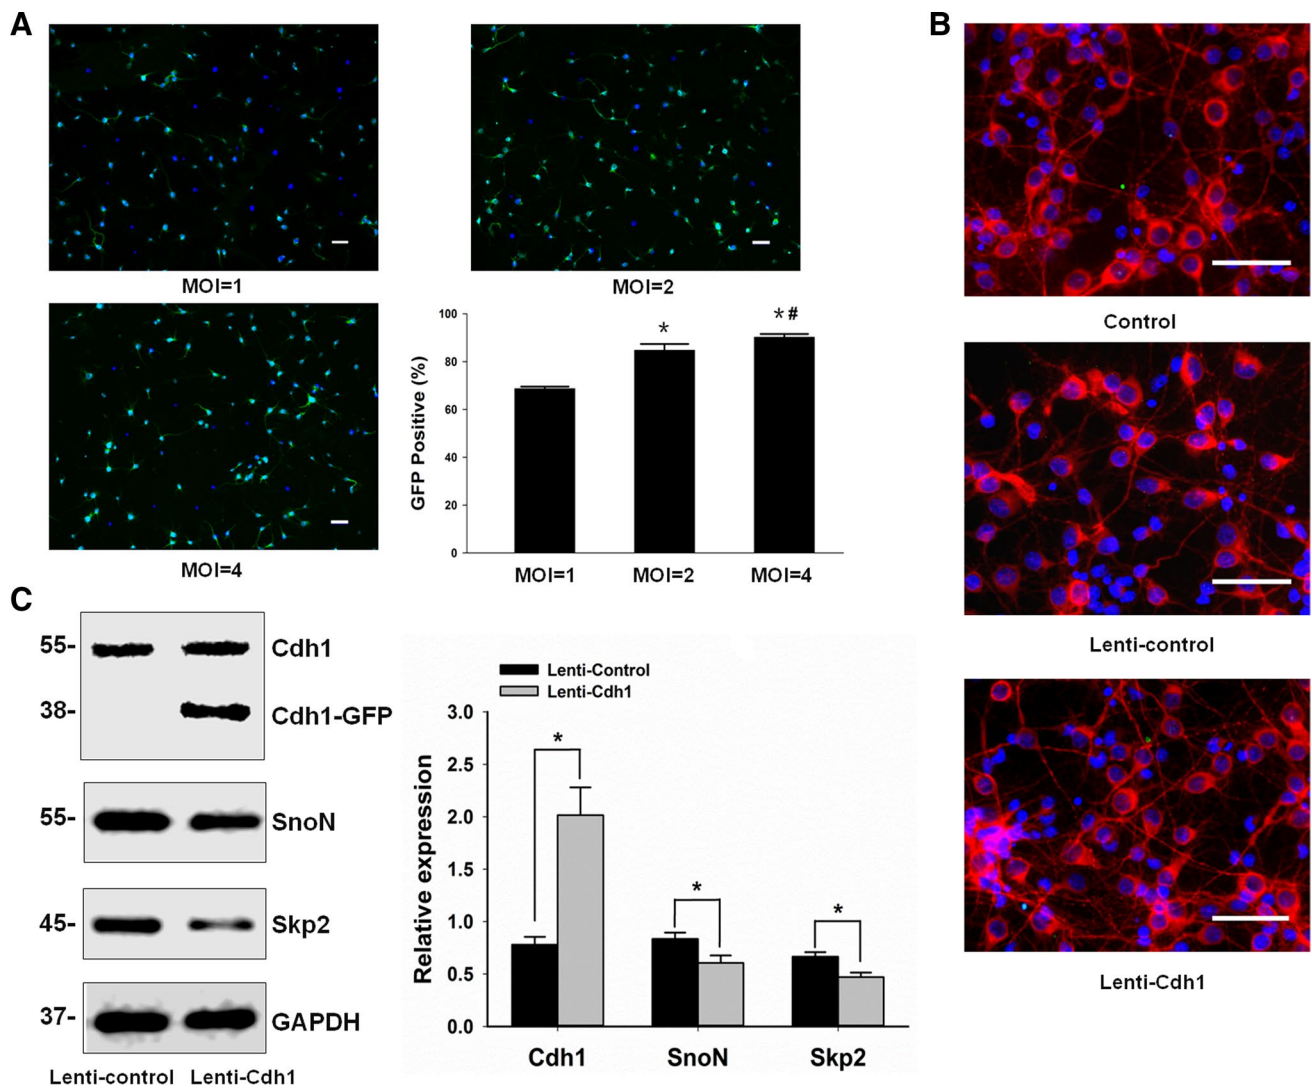 A
B
MOI=1
MOI=2
MOI=4
100
80
60
40
20
0
GFP Positive (%)
*
* #
MOI=1
MOI=2
MOI=4
Control
Lenti-control
Lenti-Cdh1
C
55-
Cdh1
38-
Cdh1-GFP
55-
SnoN
45-
Skp2
37-
GAPDH
Lenti-control
Lenti-Cdh1
Lenti-Control
Lenti-Cdh1
3.0
2.5
2.0
1.5
1.0
0.5
0.0
Relative expression
*
*
*
Cdh1
SnoN
Skp2